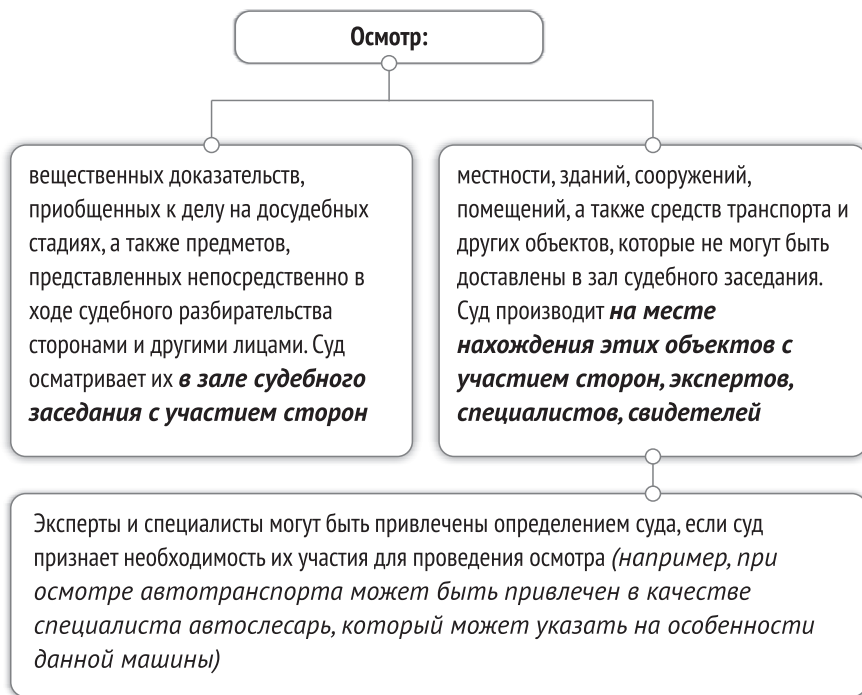 Осмотр:
вещественных доказательств,
приобщенных к делу на досудебных
стадиях, а также предметов,
представленных непосредственно в
ходе судебного разбирательства
сторонами и другими лицами. Суд
осматривает их в зале судебного
заседания с участием сторон
местности, зданий, сооружений,
помещений, а также средств транспорта и
других объектов, которые не могут быть
доставлены в зал судебного заседания.
Суд производит на месте
нахождения этих объектов с
участием сторон, экспертов,
специалистов, свидетелей
Эксперты и специалисты могут быть привлечены определением суда, если суд
признает необходимость их участия для проведения осмотра (например, при
осмотре автотранспорта может быть привлечен в качестве
специалиста автослесарь, который может указать на особенности
данной машины)